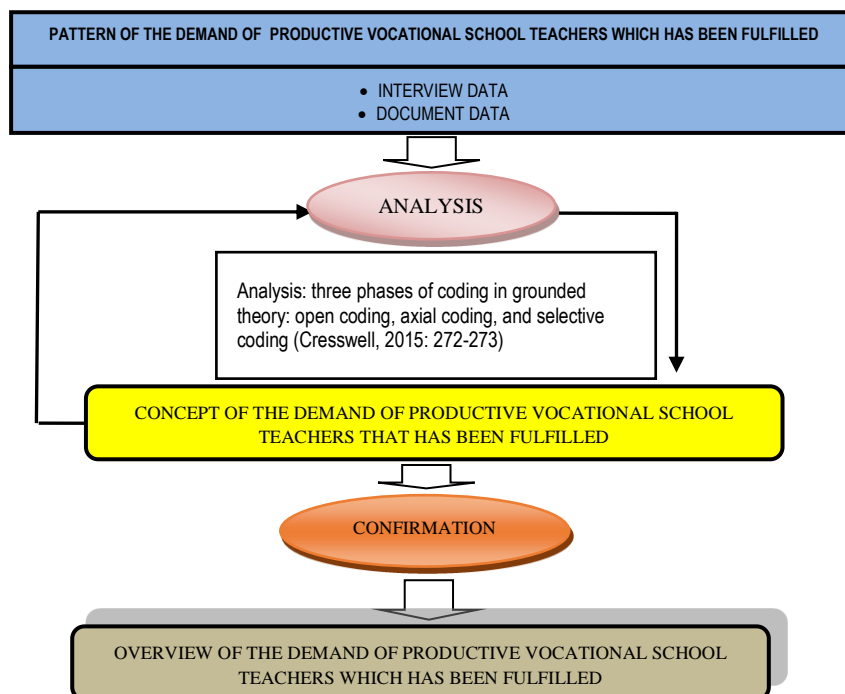 PATTERN OF THE DEMAND OF PRODUCTIVE VOCATIONAL SCHOOL TEACHERS WHICH HAS BEEN FULFILLED
• INTERVIEW DATA
• DOCUMENT DATA
ANALYSIS
Analysis: three phases of coding in grounded
theory: open coding, axial coding, and selective
coding (Cresswell, 2015: 272-273)
CONCEPT OF THE DEMAND OF PRODUCTIVE VOCATIONAL SCHOOL
TEACHERS THAT HAS BEEN FULFILLED
CONFIRMATION
OVERVIEW OF THE DEMAND OF PRODUCTIVE VOCATIONAL SCHOOL
TEACHERS WHICH HAS BEEN FULFILLED